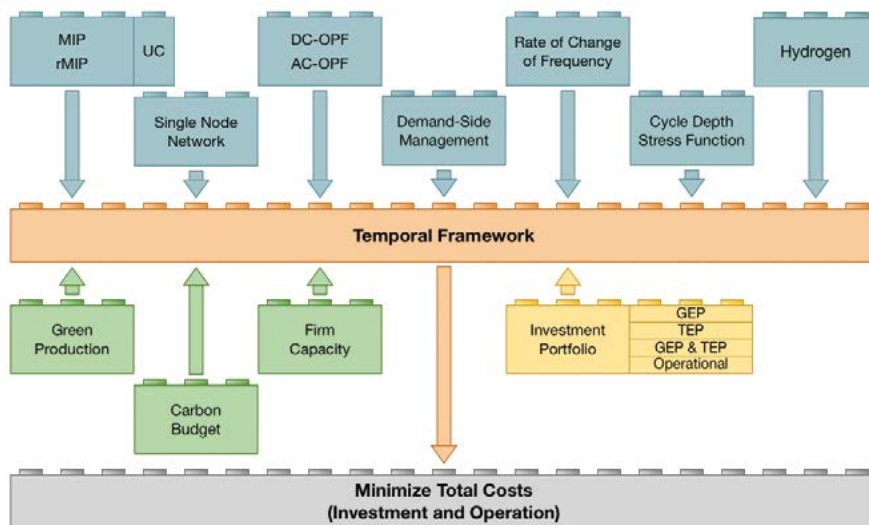 MIP
rMIP
UC
DC-OPF
AC-OPF
Rate of Change
of Frequency
Hydrogen
Single Node
Network
Demand-Side
Management
Cycle Depth
Stress Function
Temporal Framework
Green
Production
Firm
Capacity
Investment
Portfolio
GEP
TEP
GEP & TEP
Operational
Carbon
Budget
Minimize Total Costs
(Investment and Operation)